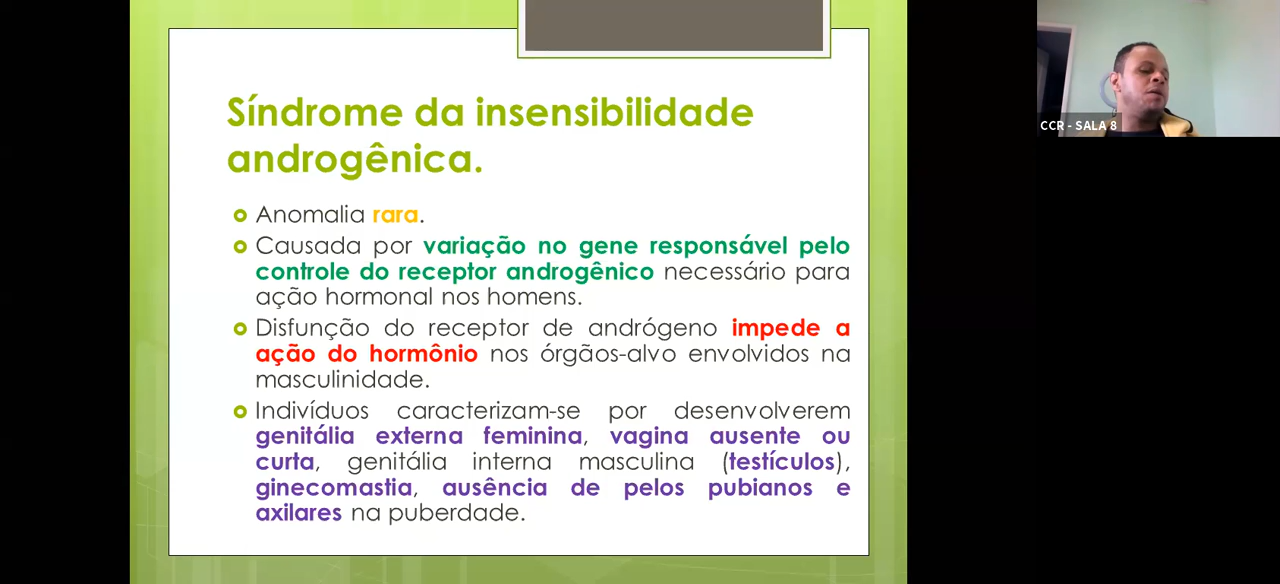 Síndrome da insensibilidade
androgênica.
Anomalia rara.
Causada por variação no gene responsável pelo
controle do receptor androgênico necessário para
ação hormonal nos homens.
Disfunção do receptor de andrógeno impede a
ação do hormônio nos órgãos-alvo envolvidos na
masculinidade.
Indivíduos caracterizam-se por desenvolverem
genitália externa feminina, vagina ausente ou
curta, genitália interna masculina (testículos),
ginecomastia, ausência de pelos pubianos e
axilares na puberdade.
CCR - SALA 8